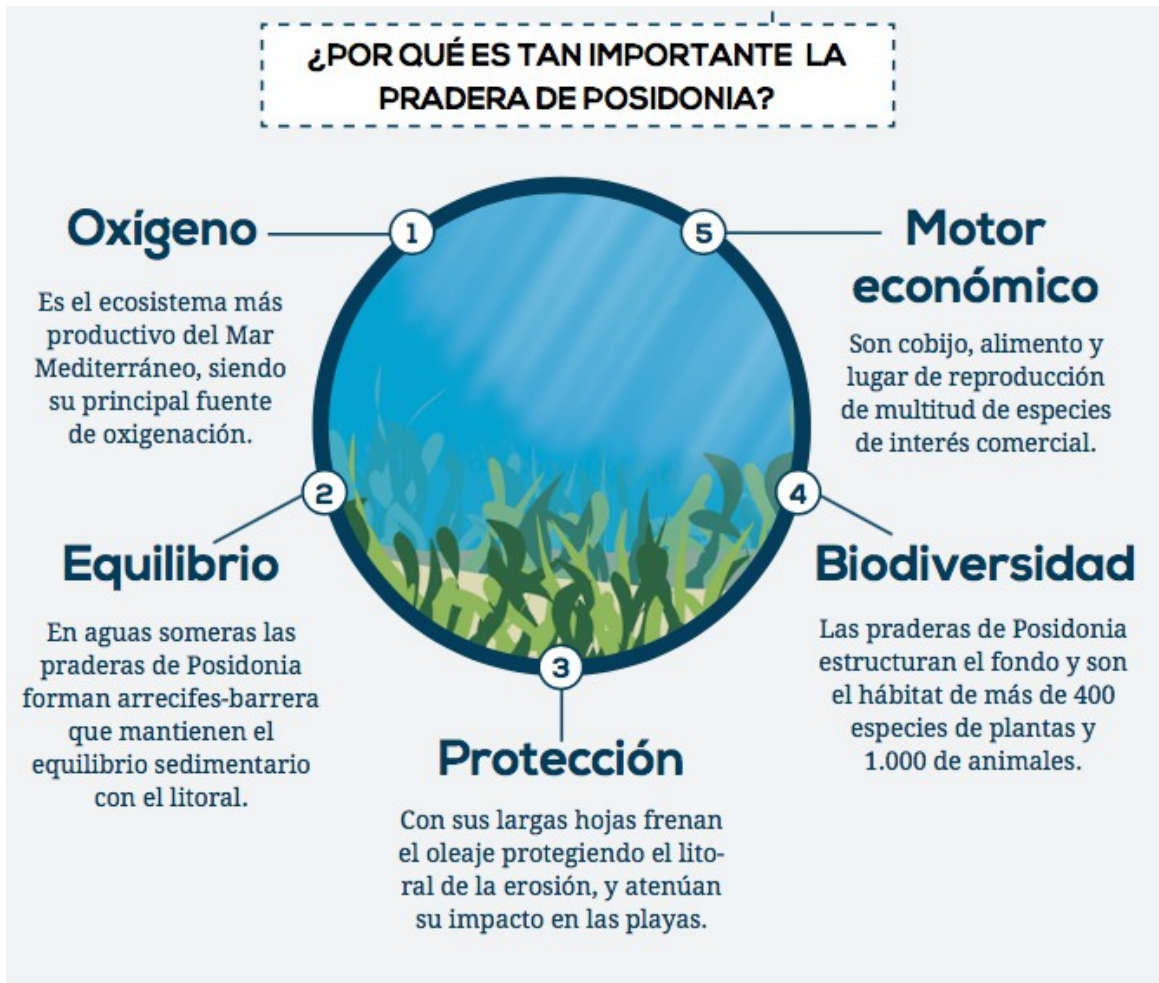 ¿POR QUÉ ES TAN IMPORTANTE LA
PRADERA DE POSIDONIA?
1
Oxígeno
Es el ecosistema más
productivo del Mar
Mediterráneo, siendo
su principal fuente
de oxigenación.
2
Equilibrio
En aguas someras las
praderas de Posidonia
forman arrecifes-barrera
que mantienen el
equilibrio sedimentario
con el litoral.
3
Protección
Con sus largas hojas frenan
el oleaje protegiendo el lito-
ral de la erosión, y atenúan
su impacto en las playas.
4
Biodiversidad
Las praderas de Posidonia
estructuran el fondo y son
el hábitat de más de 400
especies de plantas y
1.000 de animales.
5
Motor
económico
Son cobijo, alimento y
lugar de reproducción
de multitud de especies
de interés comercial.